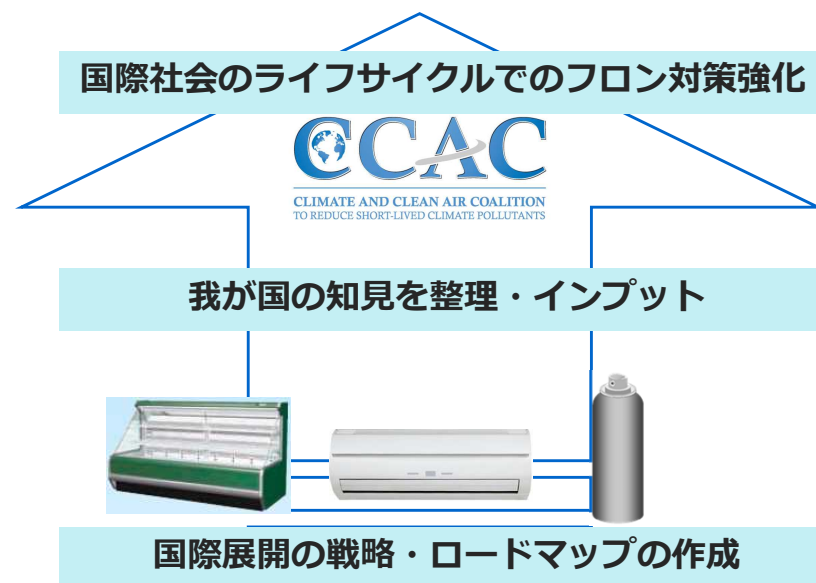 国際社会のライフサイクルでのフロン対策強化
CCAC
CLIMATE AND CLEAN AIR COALITION
TO REDUCE SHORT-LIVED CLIMATE POLLUTANTS
我が国の知見を整理・インプット
国際展開の戦略・ロードマップの作成